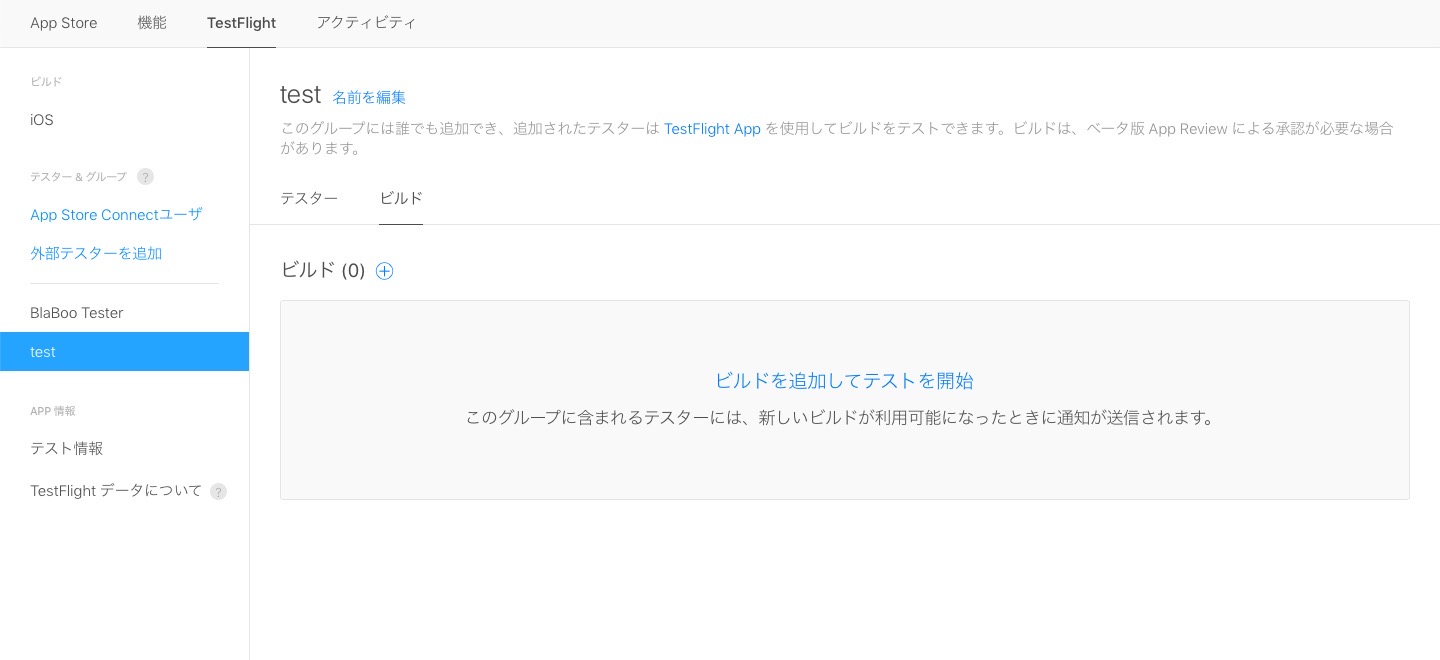 App Store 機能 TestFlight アクティビティ
ビルド
iOS
テスター & グループ ?
App Store Connectユーザ
外部テスターを追加
BlaBoo Tester
test
APP 情報
テスト情報
TestFlight データについて ?
test 名前を編集
このグループには誰でも追加でき、追加されたテスターは TestFlight App を使用してビルドをテストできます。ビルドは、ベータ版 App Review による承認が必要な場合
があります。
テスター ビルド
ビルド (0)
ビルドを追加してテストを開始
このグループに含まれるテスターには、新しいビルドが利用可能になったときに通知が送信されます。